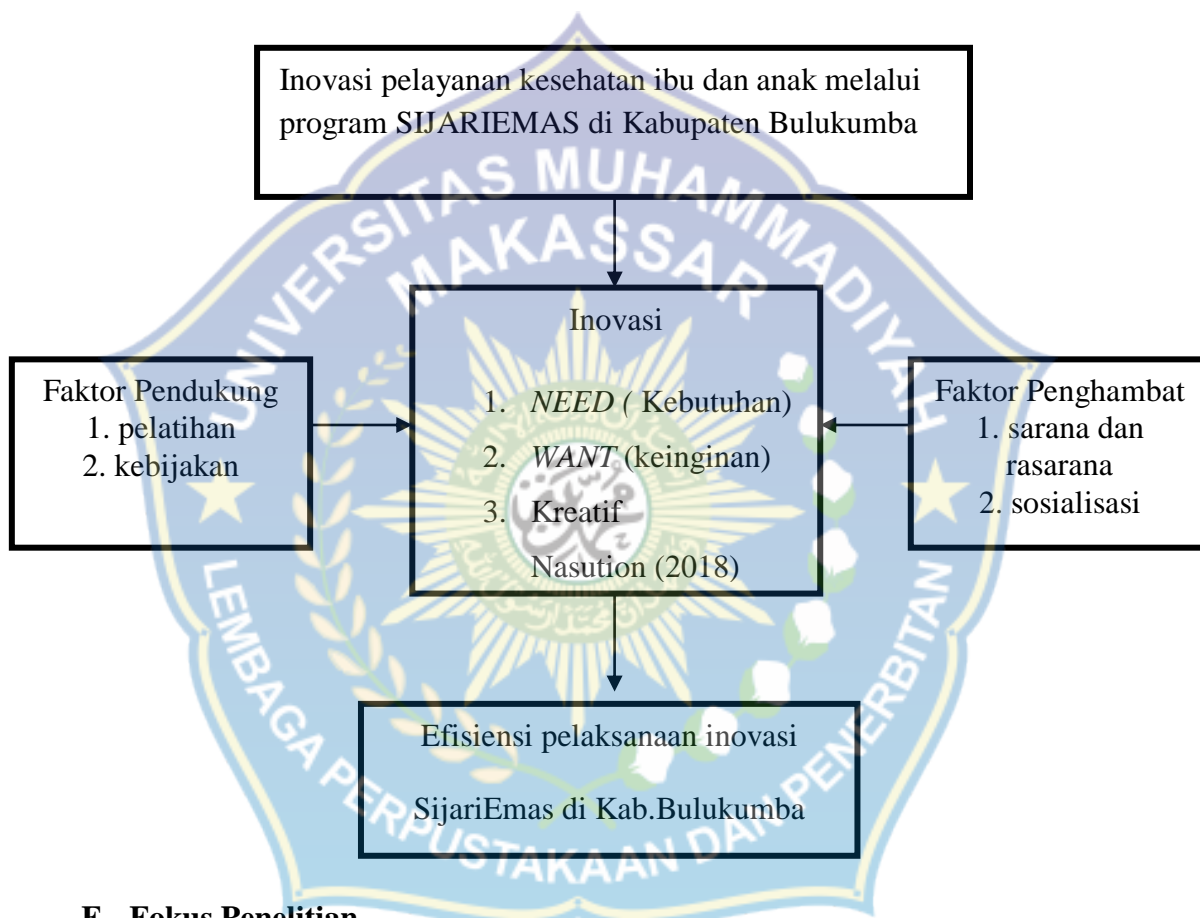 Inovasi pelayanan kesehatan ibu dan anak melalui
program SIJARIEMAS di Kabupaten Bulukumba
UNIVERSITAS MUHAMMADIYAH
MAKASSAR
Inovasi
1. NEED ( Kebutuhan)
2. WANT (keinginan)
3. Kreatif
Nasution (2018)
Faktor Pendukung
1. pelatihan
2. kebijakan
Faktor Penghambat
1. sarana dan
rasarana
2. sosialisasi
Efisiensi pelaksanaan inovasi
SijariEmas di Kab.Bulukumba
LEMBAGA PERPUSTAKAAN DAN PENERBITAN
Fokus Penelitian